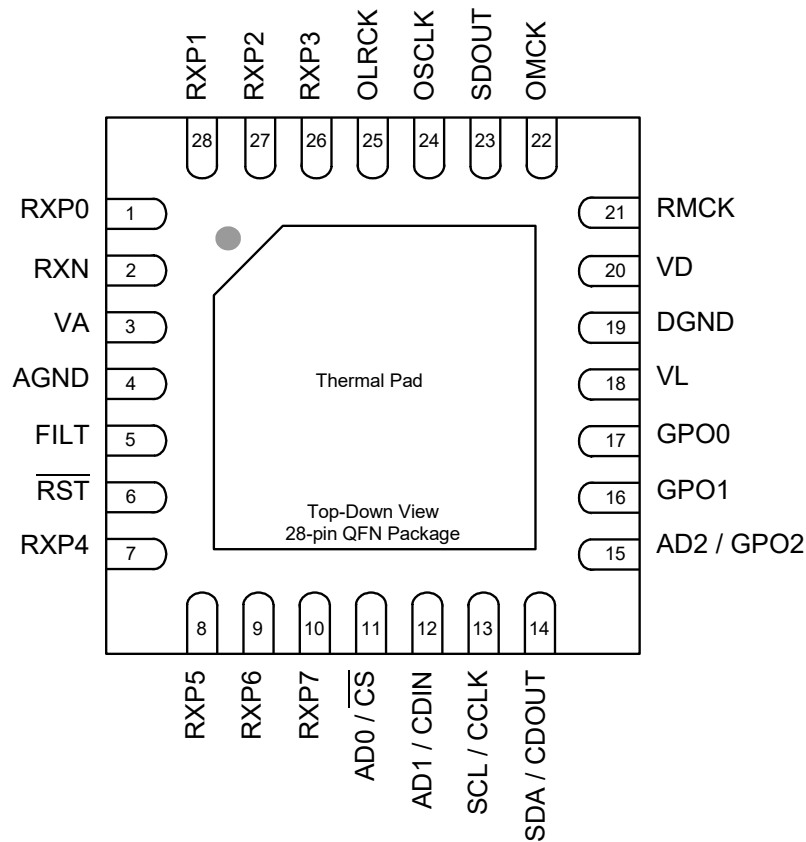 RXP1
RXP2
RXP3
OLRCK
OSCLK
SDOUT
OMCK
28
27
26
25
24
23
22
RXP0
1
RXN
2
VA
3
AGND
4
FILT
5
RST
6
RXP4
7
21
RMCK
20
VD
19
DGND
18
VL
17
GPO0
16
GPO1
15
AD2 / GPO2
Thermal Pad
Top-Down View
28-pin QFN Package
8
9
10
11
12
13
14
RXP5
RXP6
RXP7
AD0 / CS
AD1 / CDIN
SCL / CCLK
SDA / CDOUT